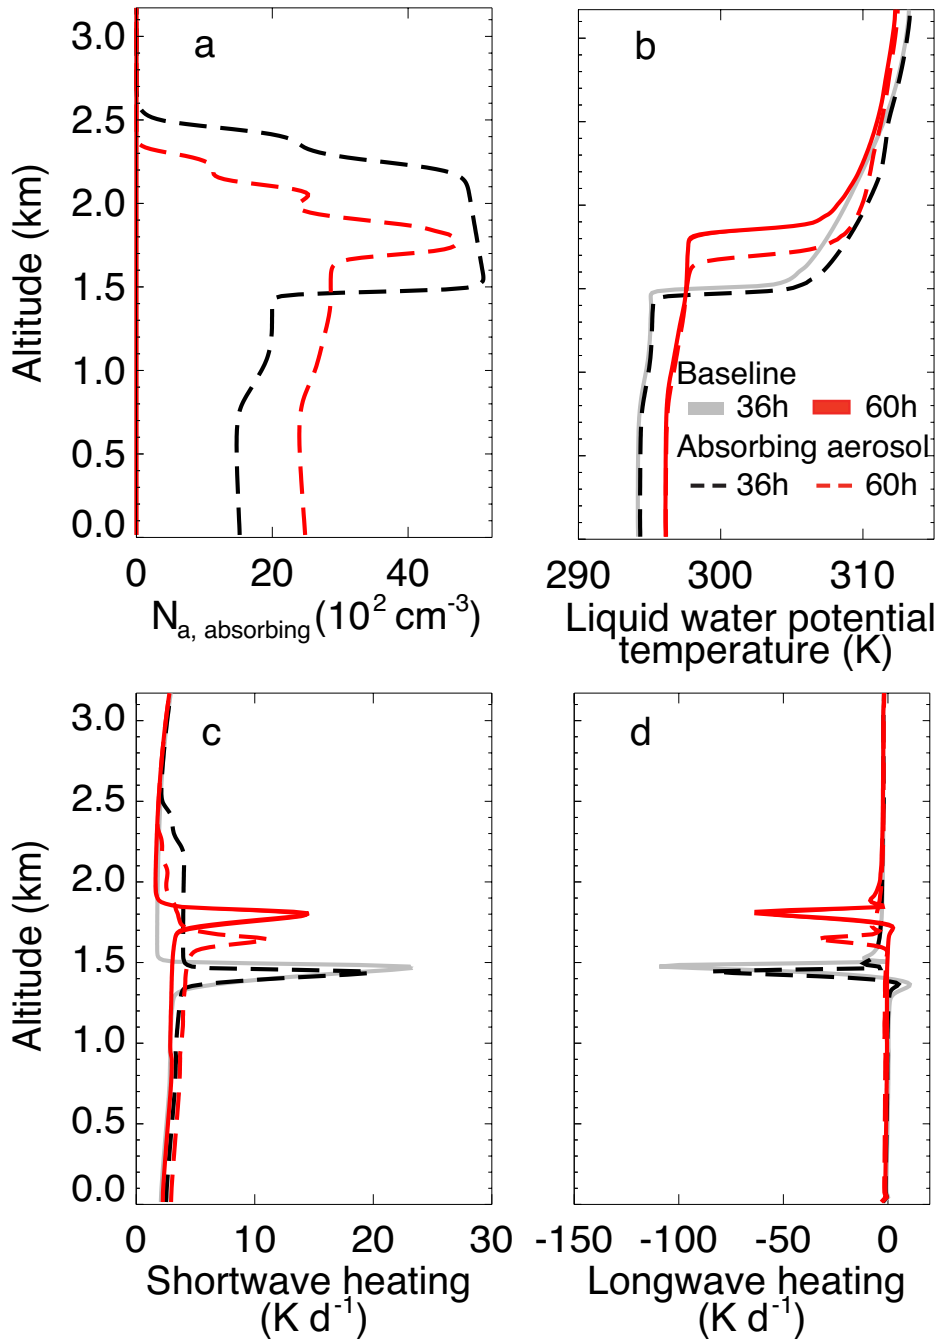 a
3.0
2.5
2.0
1.5
1.0
0.5
0.0
Altitude (km)
0 20 40
Na, absorbing (10² cm⁻³)
b
Baseline
36h 60h
Absorbing aerosol
36h 60h
290 300 310
Liquid water potential
temperature (K)
c
3.0
2.5
2.0
1.5
1.0
0.5
0.0
Altitude (km)
0 10 20 30
Shortwave heating
(K d⁻¹)
d
-150 -100 -50 0
Longwave heating
(K d⁻¹)